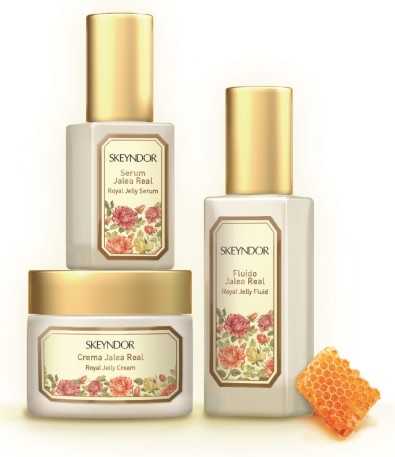 SKEYNDOR
Serum
Jalea Real
Royal Jelly Serum
SKEYNDOR
Fluido
Jalea Real
Royal Jelly Fluid
SKEYNDOR
Crema Jalea Real
Royal Jelly Cream